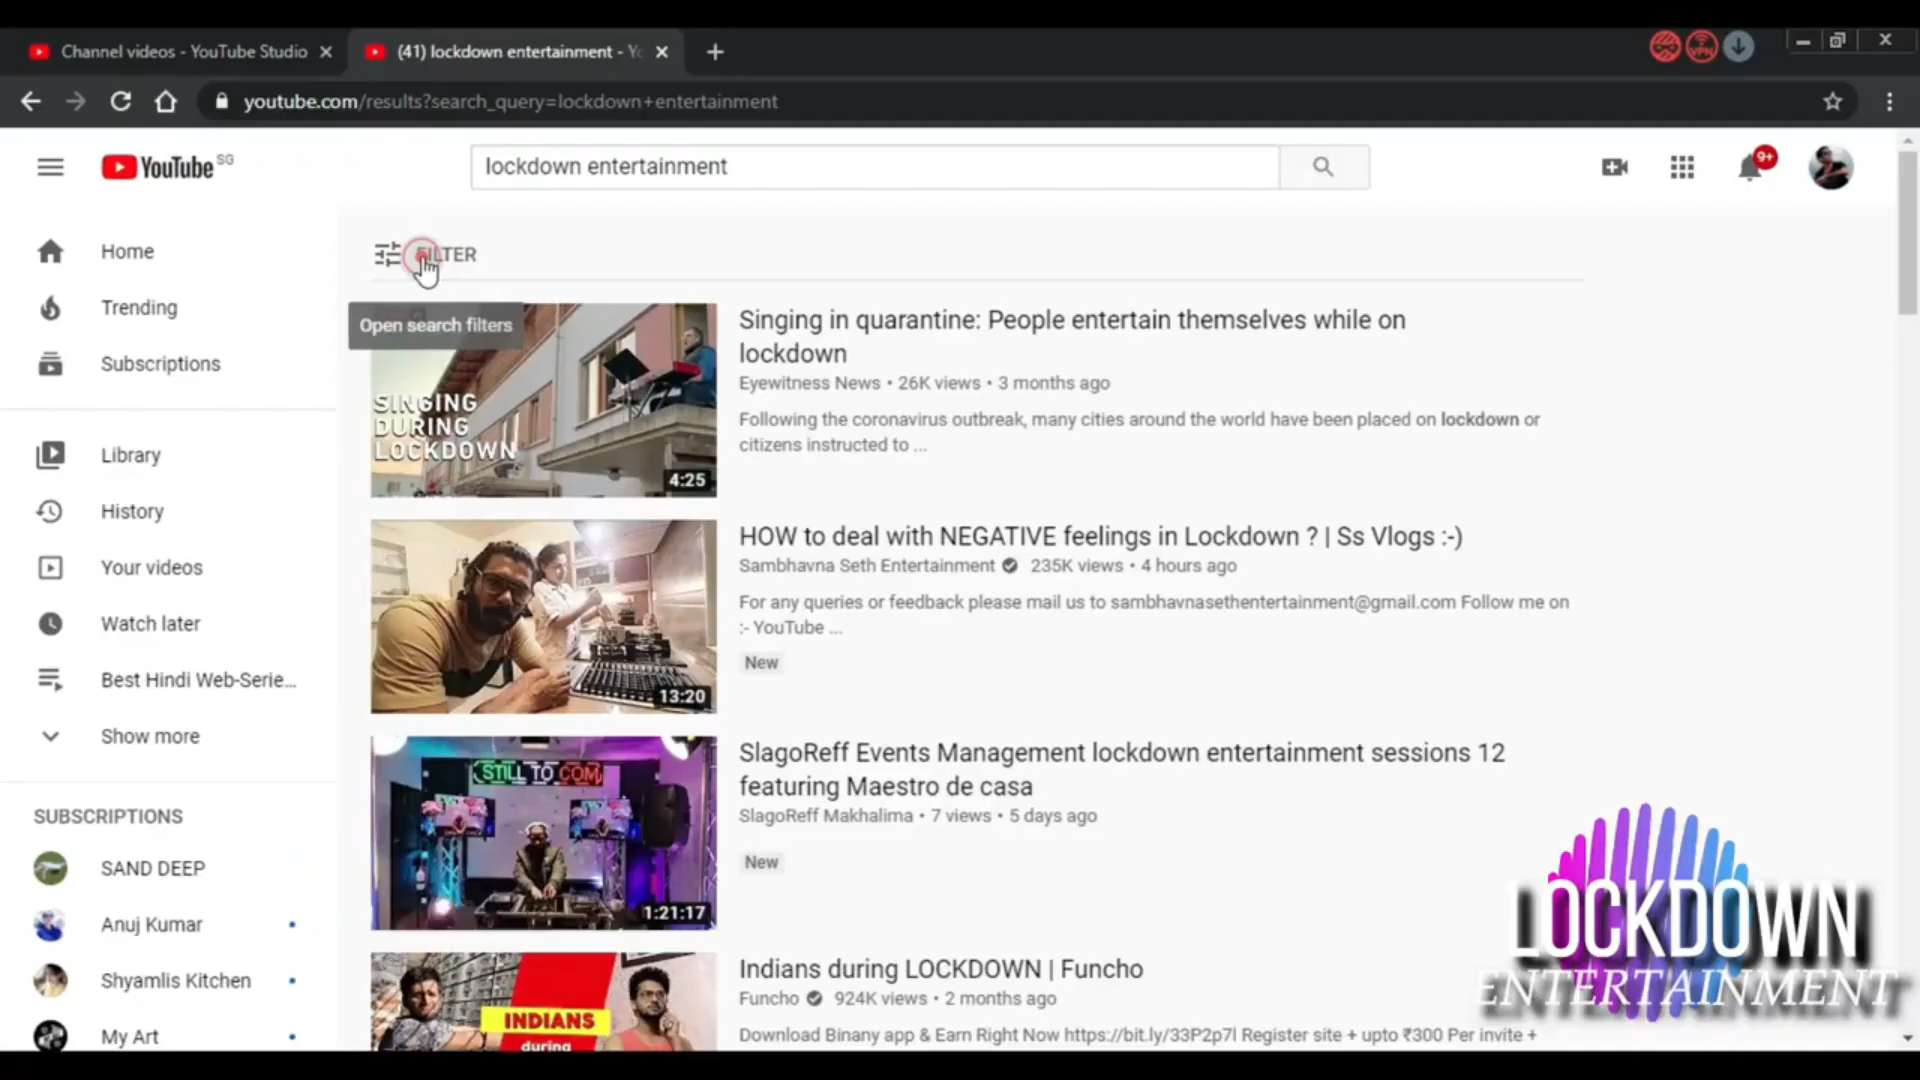 Channel videos - YouTube Studio
(41) lockdown entertainment - Yo
VPN
youtube.com/results?search_query=lockdown+entertainment
YouTube SG
lockdown entertainment
9+
Home
Trending
Subscriptions
Library
History
Your videos
Watch later
Best Hindi Web-Serie...
Show more
SUBSCRIPTIONS
SAND DEEP
Anuj Kumar
Shyamlis Kitchen
My Art
FILTER
Open search filters
SINGING
DURING
LOCKDOWN
4:25
Singing in quarantine: People entertain themselves while on
lockdown
Eyewitness News • 26K views • 3 months ago
Following the coronavirus outbreak, many cities around the world have been placed on lockdown or
citizens instructed to ...
13:20
HOW to deal with NEGATIVE feelings in Lockdown ? | Ss Vlogs :-)
Sambhavna Seth Entertainment 235K views • 4 hours ago
For any queries or feedback please mail us to sambhavnasethentertainment@gmail.com Follow me on
:- YouTube ...
New
STILL TO COM
1:21:17
SlagoReff Events Management lockdown entertainment sessions 12
featuring Maestro de casa
SlagoReff Makhalima • 7 views • 5 days ago
New
INDIANS
during
Indians during LOCKDOWN | Funcho
Funcho 924K views • 2 months ago
Download Binany app & Earn Right Now https://bit.ly/33P2p7l Register site + upto ₹300 Per invite +
LOCKDOWN
ENTERTAINMENT